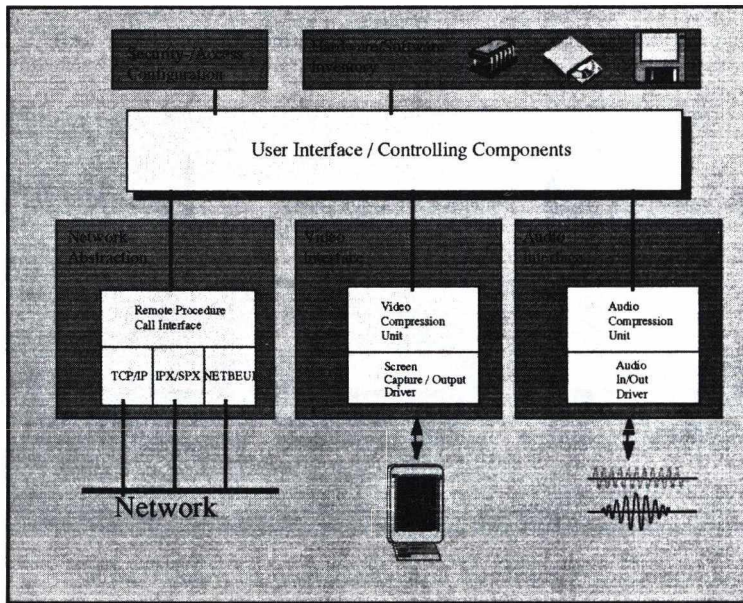 Security-/Access
Configuration
Hardware/Software
Inventory
User Interface / Controlling Components
Network
Abstraction
Video
Interface
Audio
Interface
Remote Procedure
Call Interface
TCP/IP
IPX/SPX
NETBEUI
Video
Compression
Unit
Screen
Capture / Output
Driver
Audio
Compression
Unit
Audio
In/Out
Driver
Network